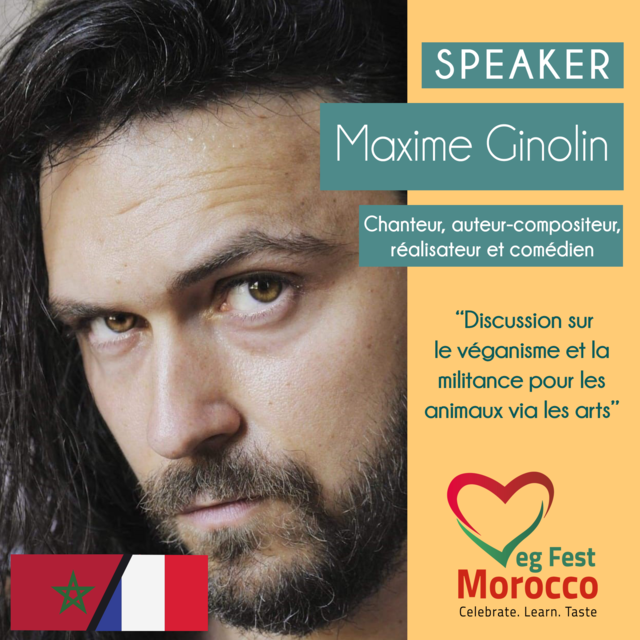 SPEAKER
Maxime Ginolin
Chanteur, auteur-compositeur,
réalisateur et comédien
“Discussion sur
le véganisme et la
militance pour les
animaux via les arts”
Veg Fest
Morocco
Celebrate. Learn. Taste